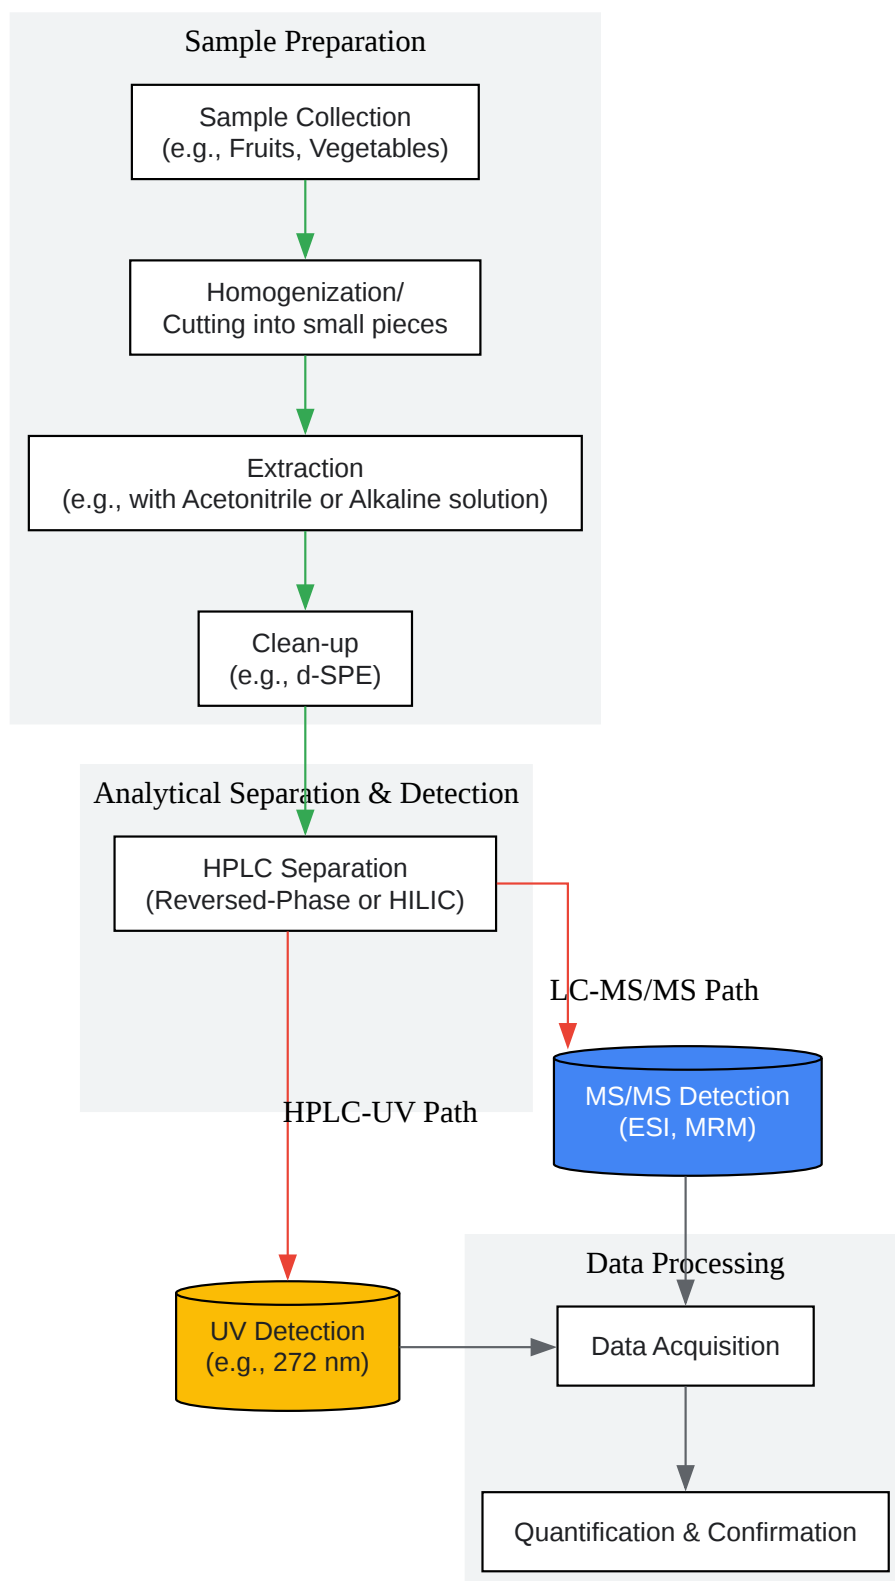 Sample Preparation
Sample Collection
(e.g., Fruits, Vegetables)
Homogenization/
Cutting into small pieces
Extraction
(e.g., with Acetonitrile or Alkaline solution)
Clean-up
(e.g., d-SPE)
Analytical Separation & Detection
HPLC Separation
(Reversed-Phase or HILIC)
LC-MS/MS Path
MS/MS Detection
(ESI, MRM)
HPLC-UV Path
Data Processing
UV Detection
(e.g., 272 nm)
Data Acquisition
Quantification & Confirmation